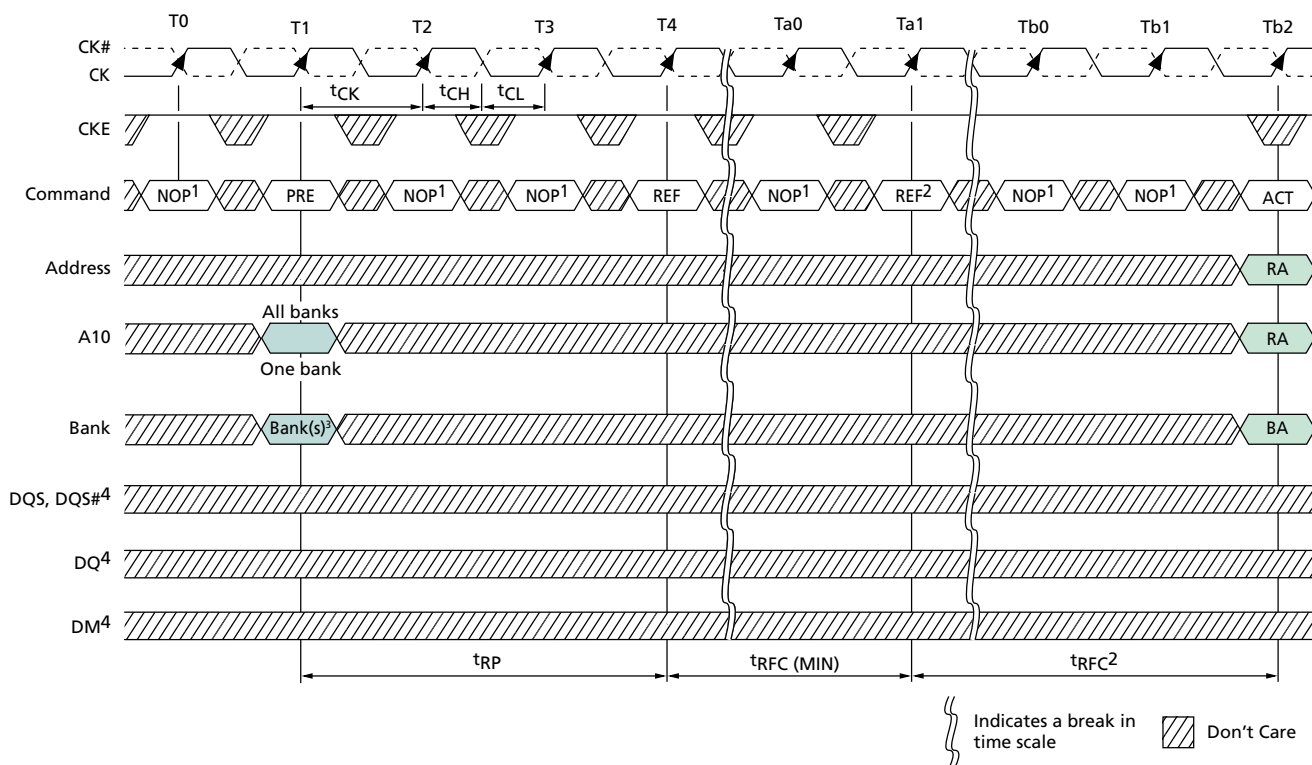 T0 T1 T2 T3 T4 Ta0 Ta1 Tb0 Tb1 Tb2
CK#
CK
tCK tCH tCL
CKE
Command NOP1 PRE NOP1 NOP1 REF NOP1 REF2 NOP1 NOP1 ACT
Address RA
All banks
A10 RA
One bank
Bank Bank(s)3 BA
DQS, DQS#4
DQ4
DM4
tRP tRFC (MIN) tRFC2
Indicates a break in
time scale
Don't Care